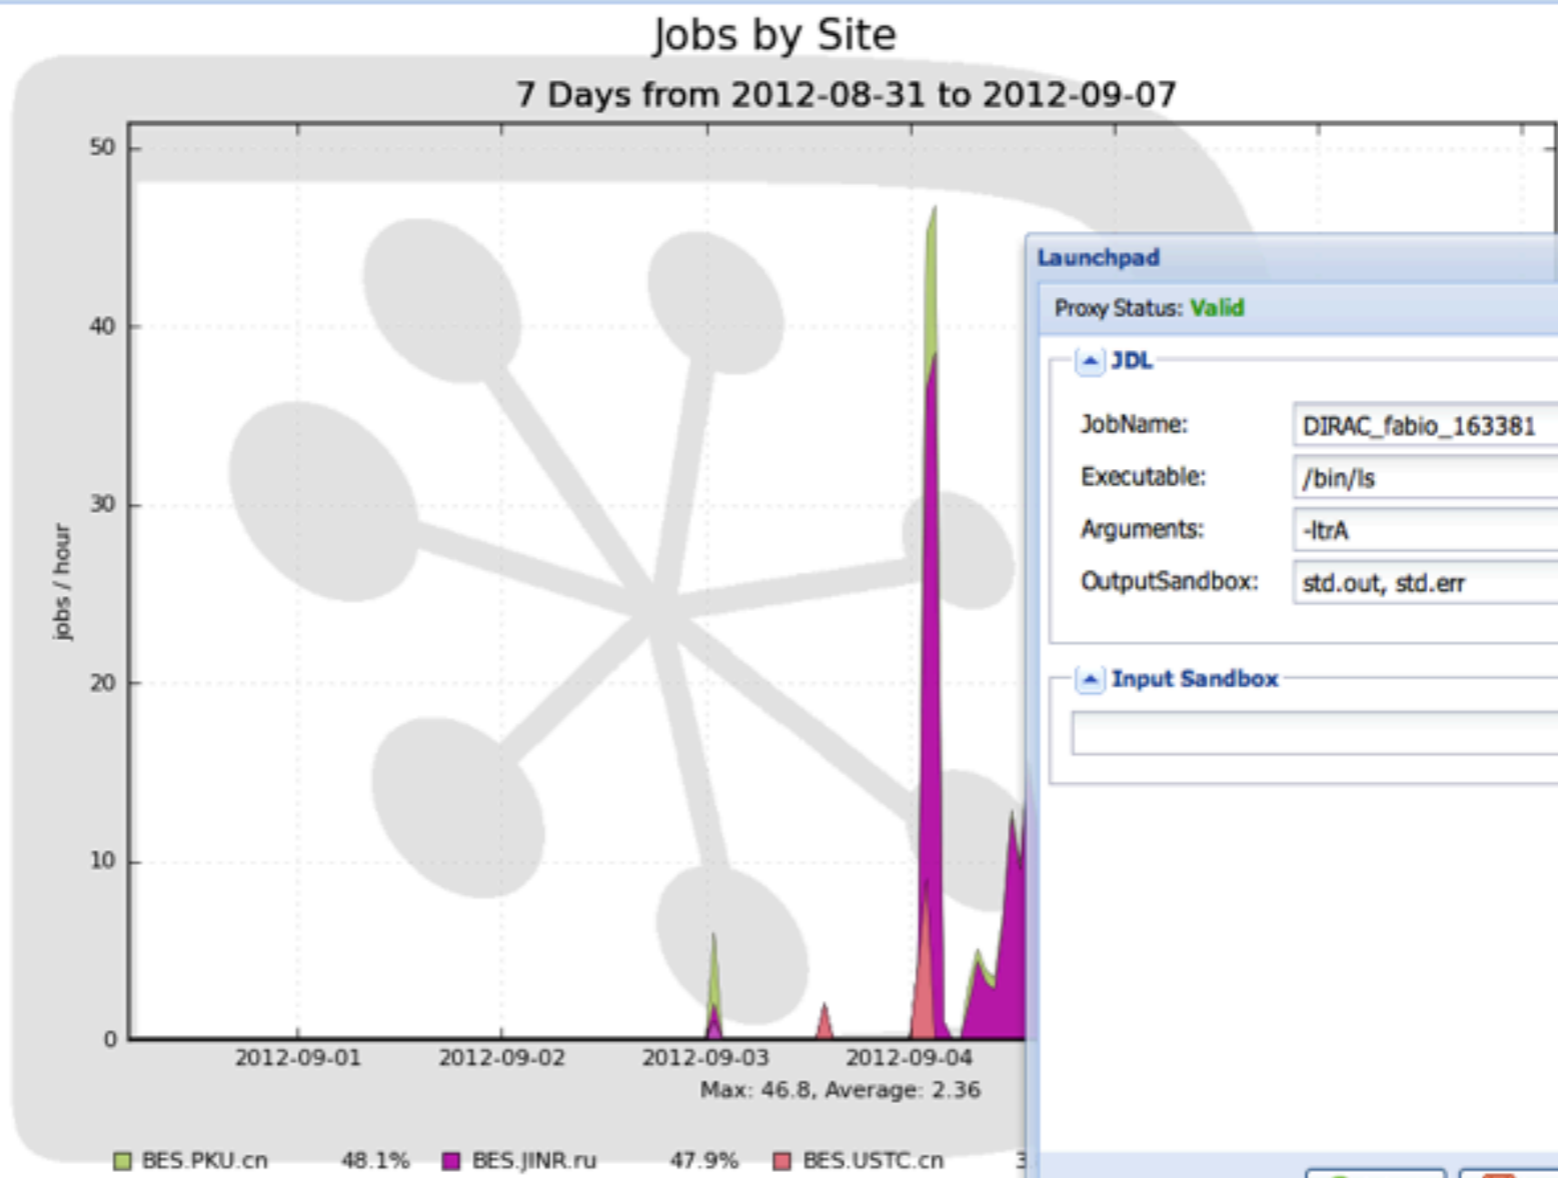 Jobs by Site
7 Days from 2012-08-31 to 2012-09-07
50
40
30
20
10
0
jobs / hour
2012-09-01 2012-09-02 2012-09-03 2012-09-04
Max: 46.8, Average: 2.36
BES.PKU.cn 48.1% BES.JINR.ru 47.9% BES.USTC.cn 3.
Launchpad
Proxy Status: Valid
JDL
JobName: DIRAC_fabio_163381
Executable: /bin/ls
Arguments: -ltrA
OutputSandbox: std.out, std.err
Input Sandbox